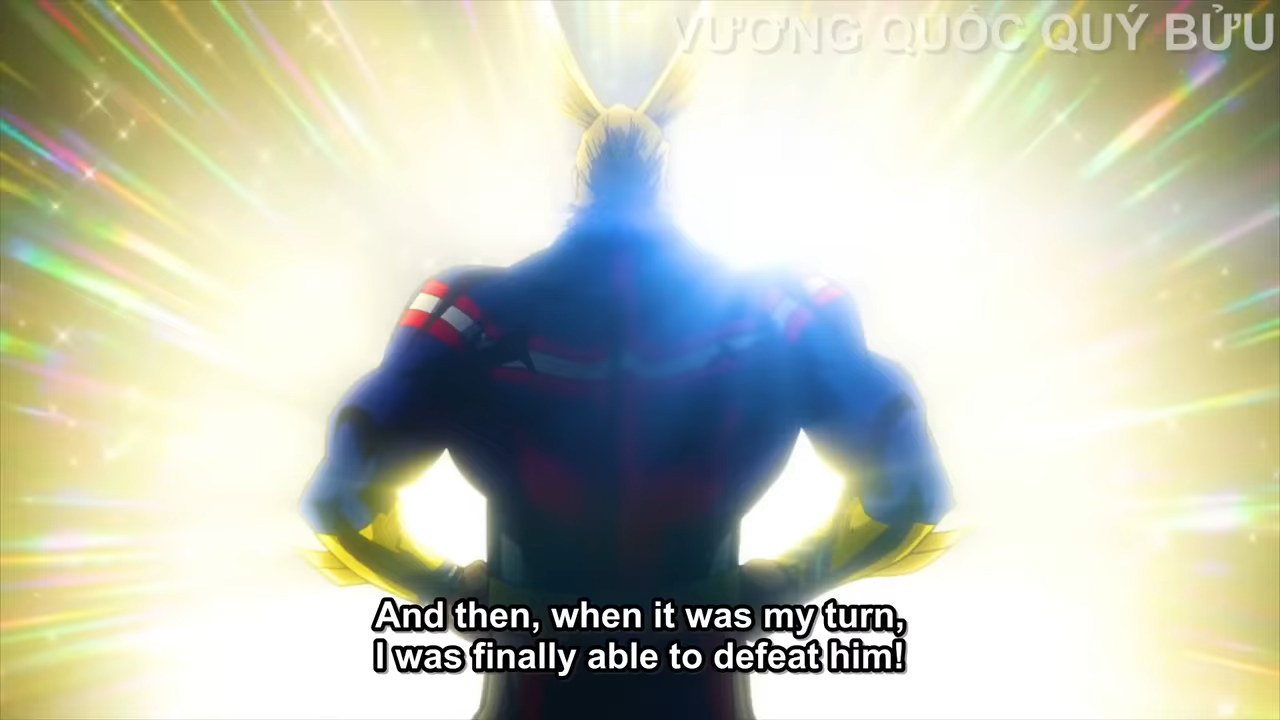 VƯƠNG QUỐC QUÝ BỬU
And then, when it was my turn,
I was finally able to defeat him!